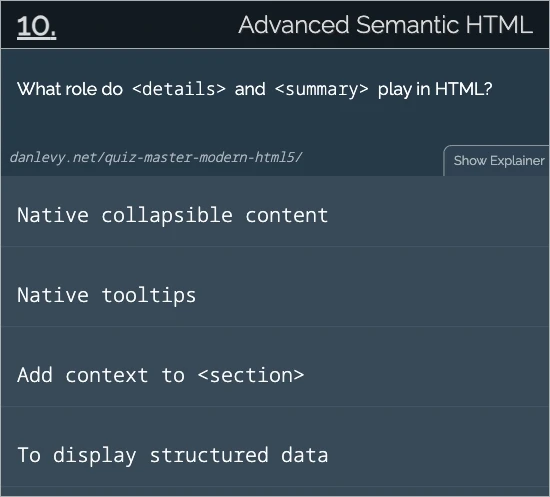 10. Advanced Semantic HTML
What role do <details> and <summary> play in HTML?
danlevy.net/quiz-master-modern-html5/ Show Explainer
Native collapsible content
Native tooltips
Add context to <section>
To display structured data